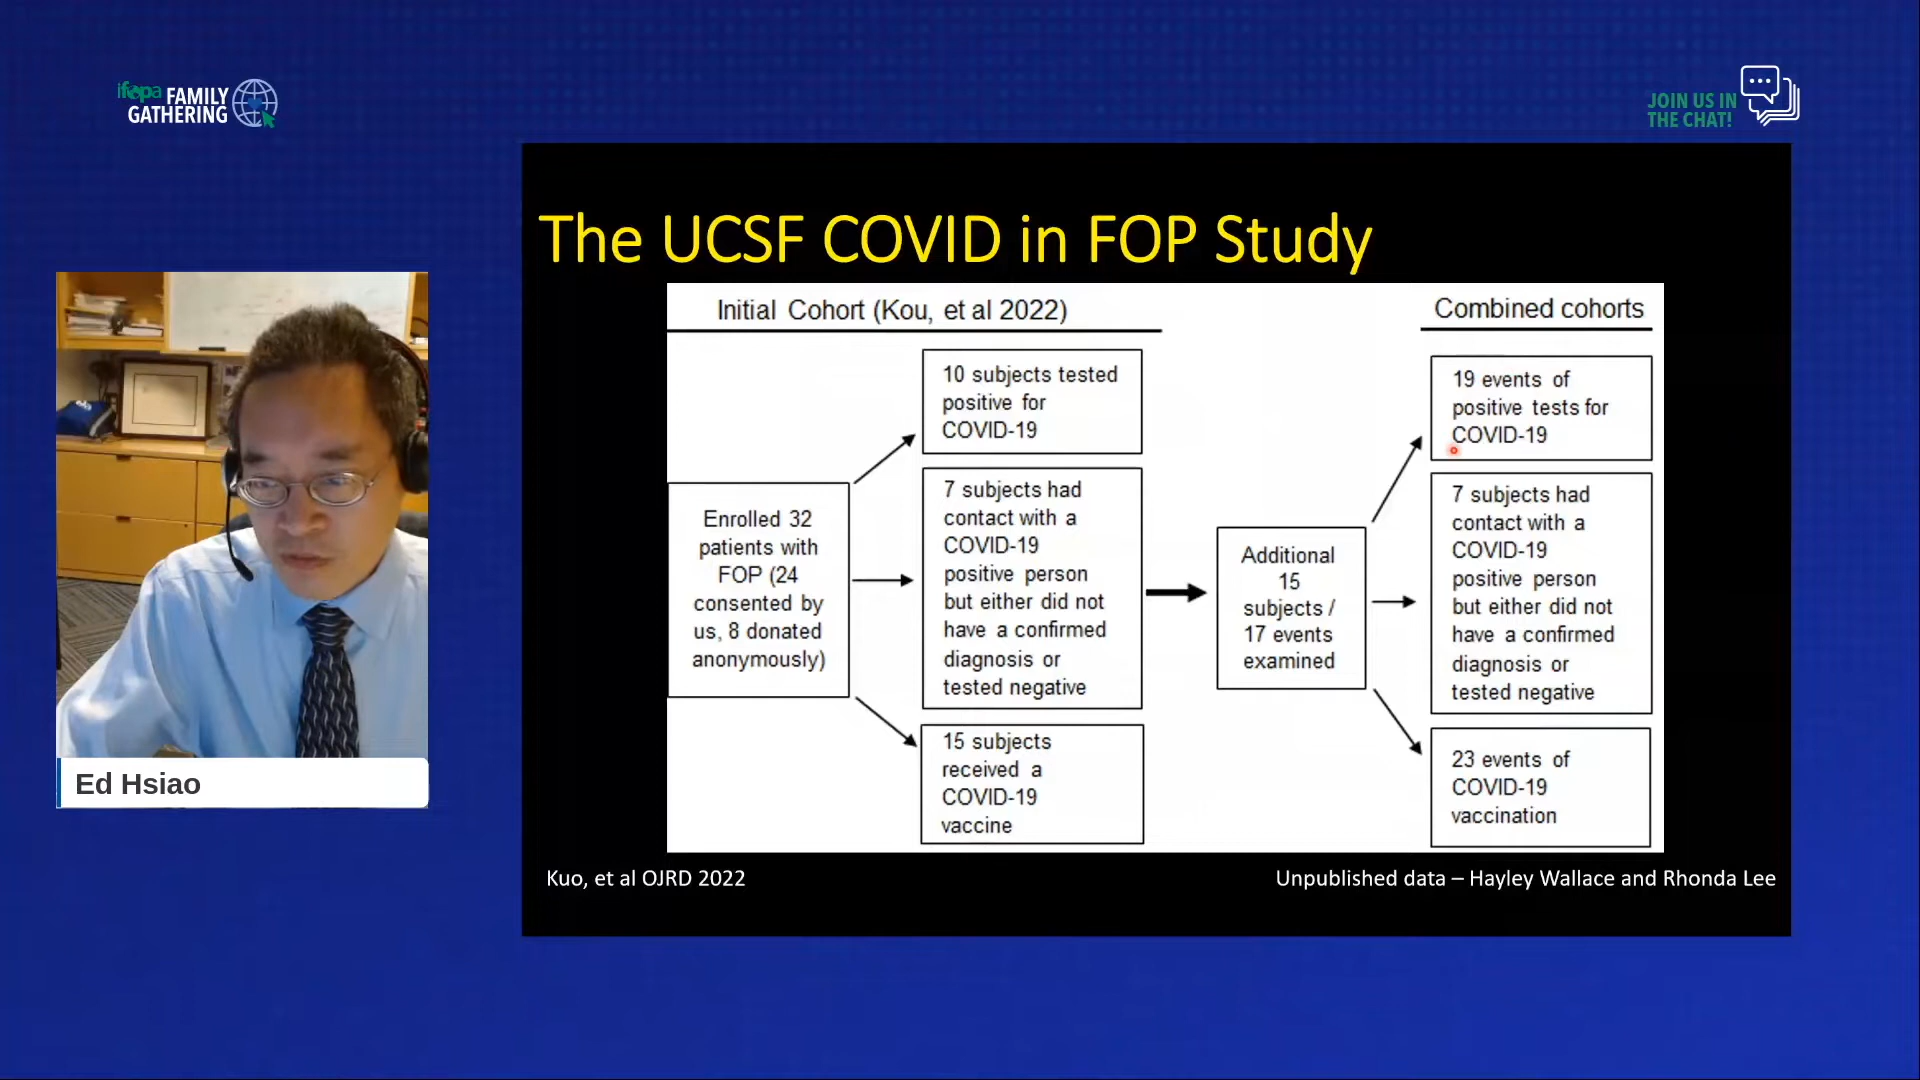 ifopa FAMILY
GATHERING
JOIN US IN
THE CHAT!
The UCSF COVID in FOP Study
Initial Cohort (Kou, et al 2022)
Combined cohorts
Enrolled 32
patients with
FOP (24
consented by
us, 8 donated
anonymously)
10 subjects tested
positive for
COVID-19
7 subjects had
contact with a
COVID-19
positive person
but either did not
have a confirmed
diagnosis or
tested negative
15 subjects
received a
COVID-19
vaccine
Additional
15
subjects /
17 events
examined
19 events of
positive tests for
COVID-19
7 subjects had
contact with a
COVID-19
positive person
but either did not
have a confirmed
diagnosis or
tested negative
23 events of
COVID-19
vaccination
Kuo, et al OJRD 2022
Unpublished data – Hayley Wallace and Rhonda Lee
Ed Hsiao